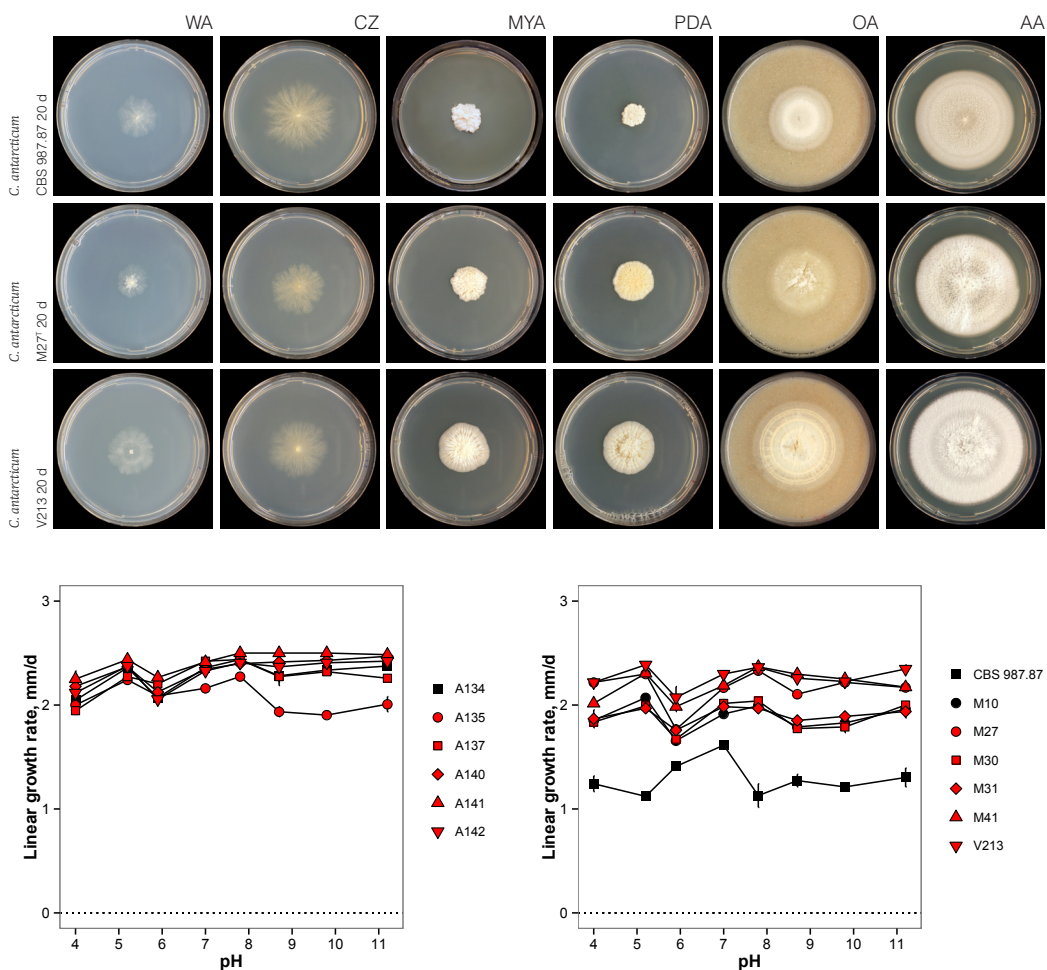 WA CZ MYA PDA OA AA
C. antarcticum
CBS 987.87 20 d
C. antarcticum
M27ᵀ 20 d
C. antarcticum
V213 20 d
Linear growth rate, mm/d
3
2
1
0
4 5 6 7 8 9 10 11
pH
A134
A135
A137
A140
A141
A142
Linear growth rate, mm/d
3
2
1
0
4 5 6 7 8 9 10 11
pH
CBS 987.87
M10
M27
M30
M31
M41
V213